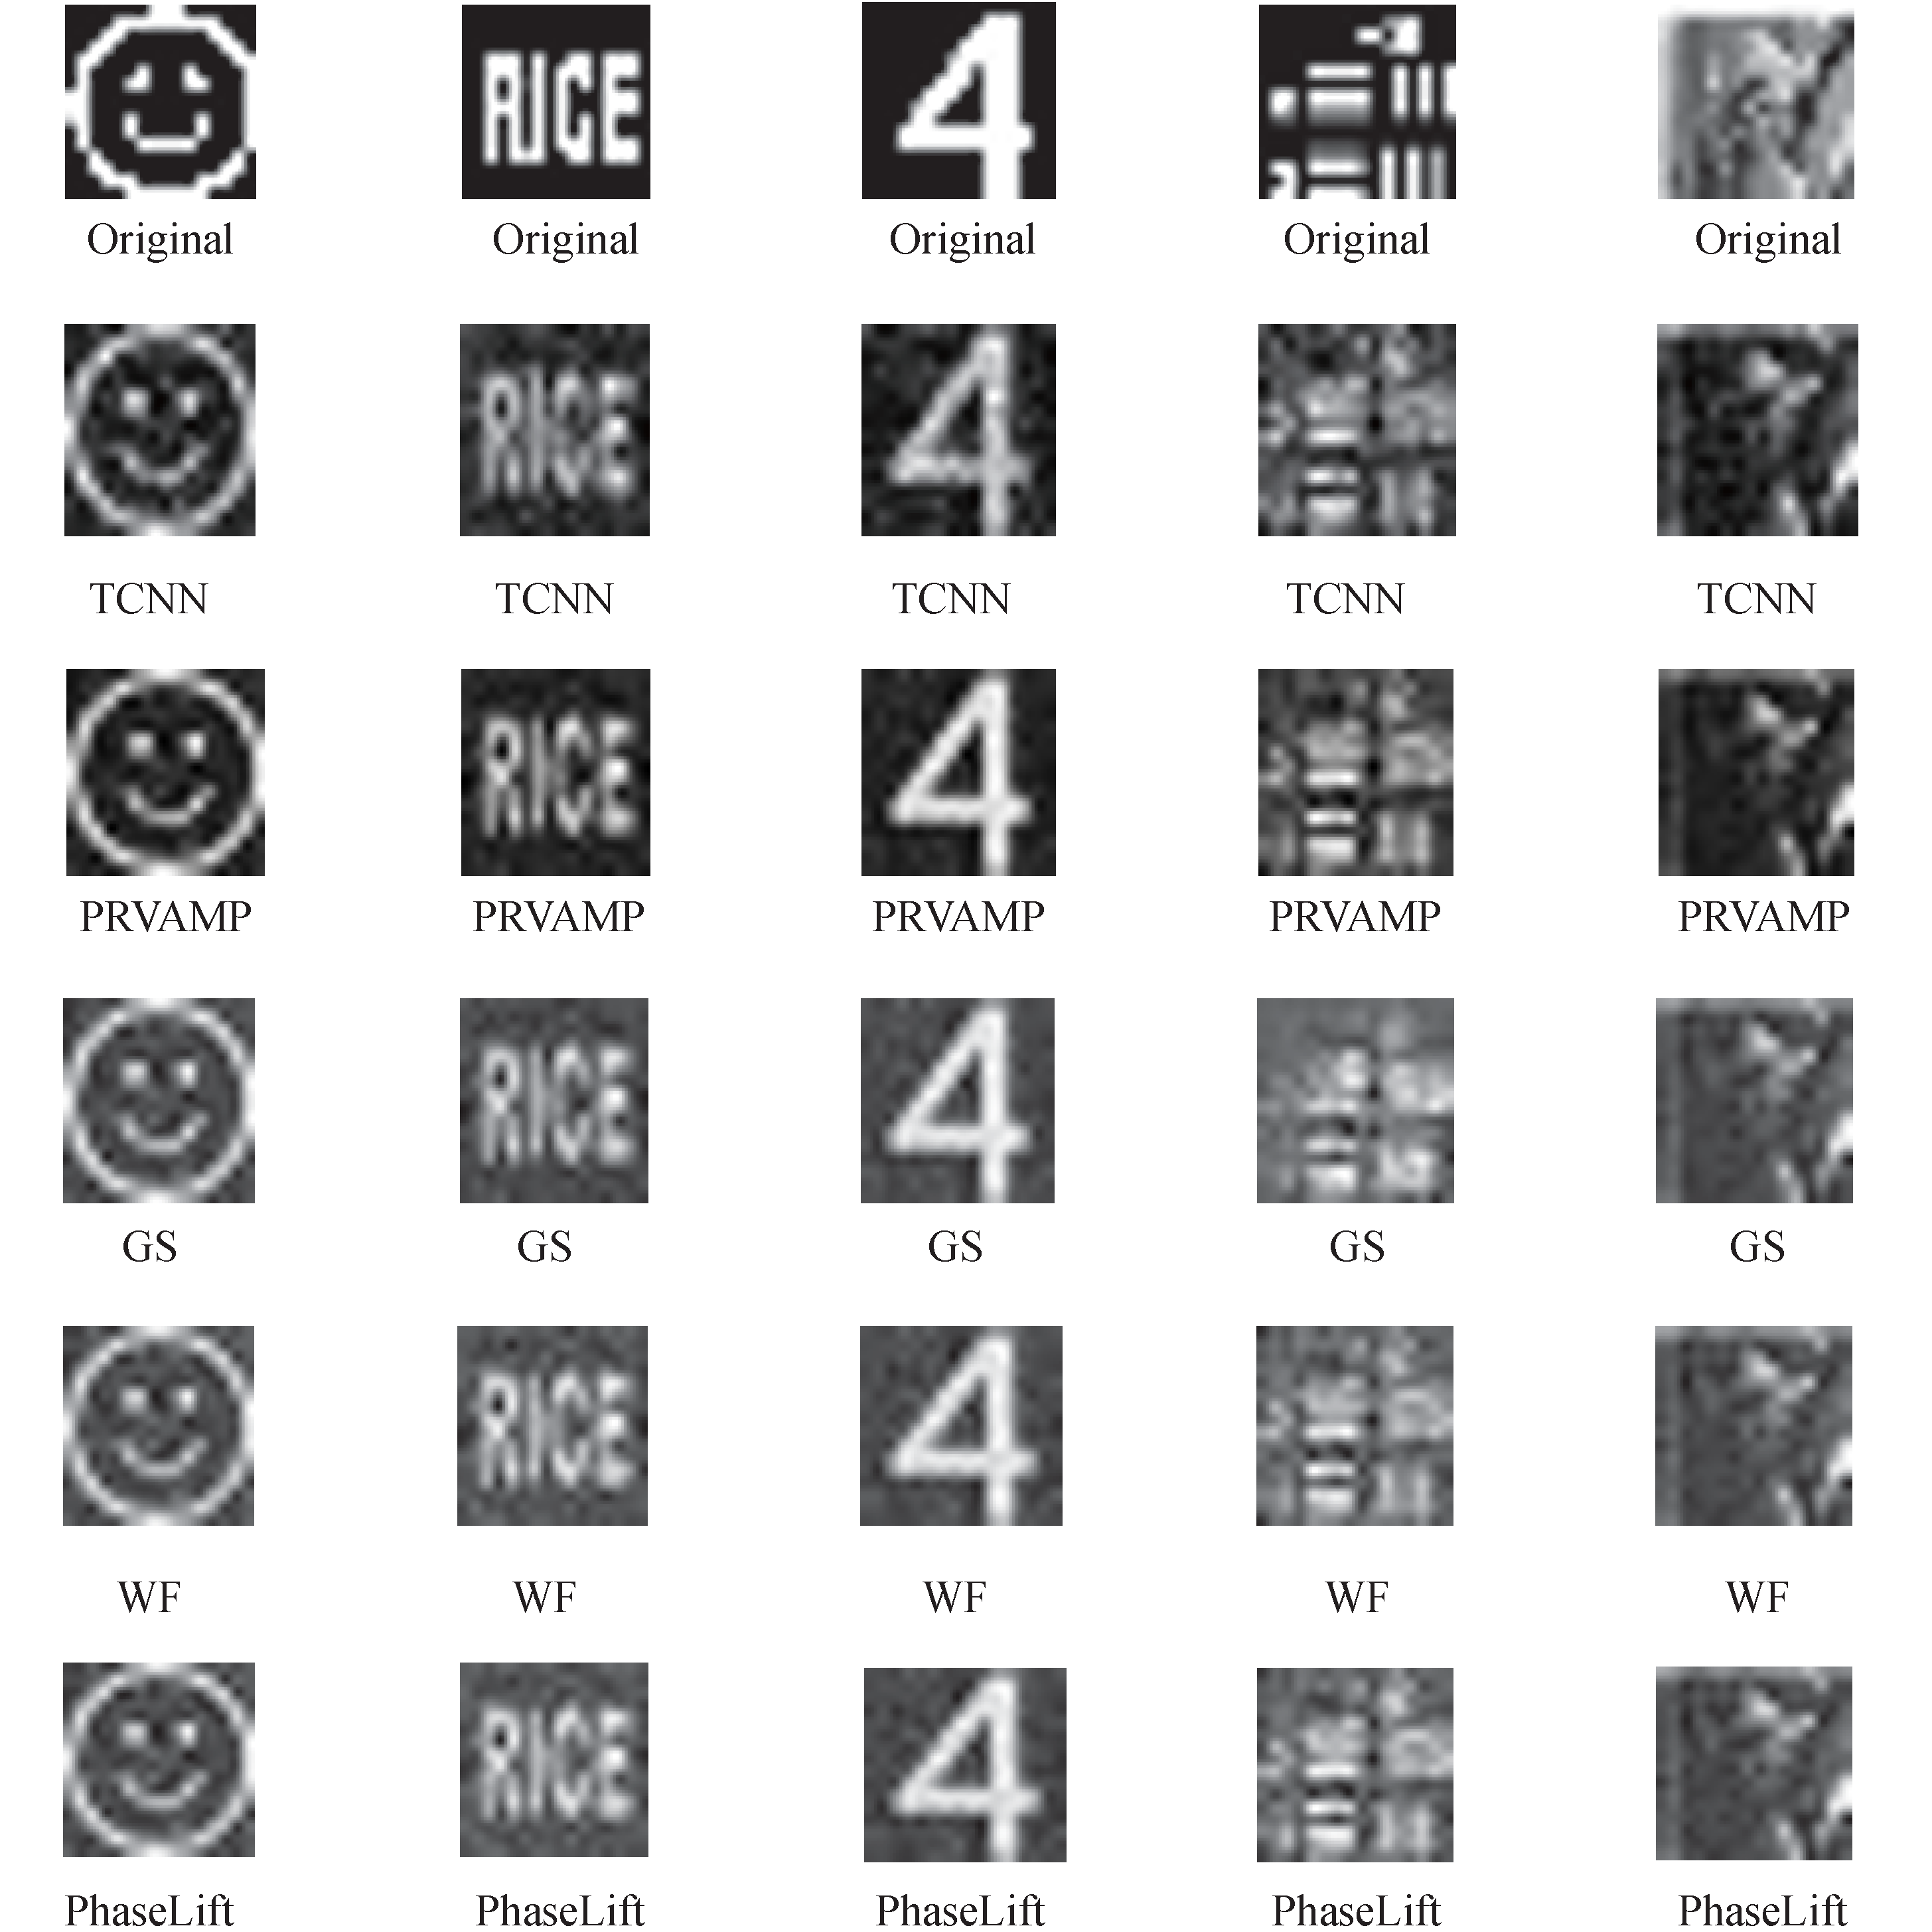 RICE 4
Original Original Original Original Original
RICE 4
TCNN TCNN TCNN TCNN TCNN
RICE 4
PRVAMP PRVAMP PRVAMP PRVAMP PRVAMP
RICE 4
GS GS GS GS GS
RICE 4
WF WF WF WF WF
RICE 4
PhaseLift PhaseLift PhaseLift PhaseLift PhaseLift